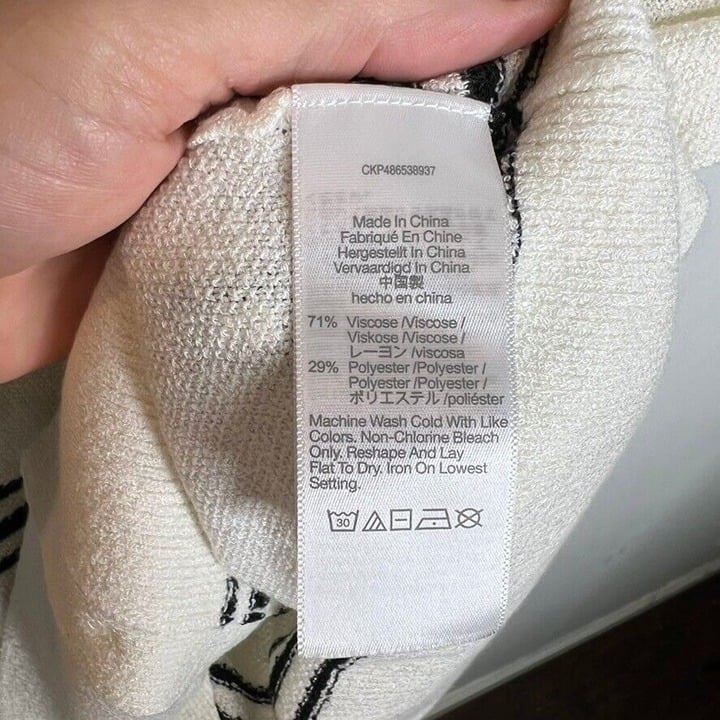 CKP486538937
Made In China
Fabriqué En Chine
Hergestellt In China
Vervaardigd In China
中国製
hecho en china
71% Viscose /Viscose /
Viskose /Viscose /
レーヨン /viscosa
29% Polyester /Polyester /
Polyester /Polyester /
ポリエステル /poliéster
Machine Wash Cold With Like
Colors. Non-Chlorine Bleach
Only. Reshape And Lay
Flat To Dry. Iron On Lowest
Setting.
30